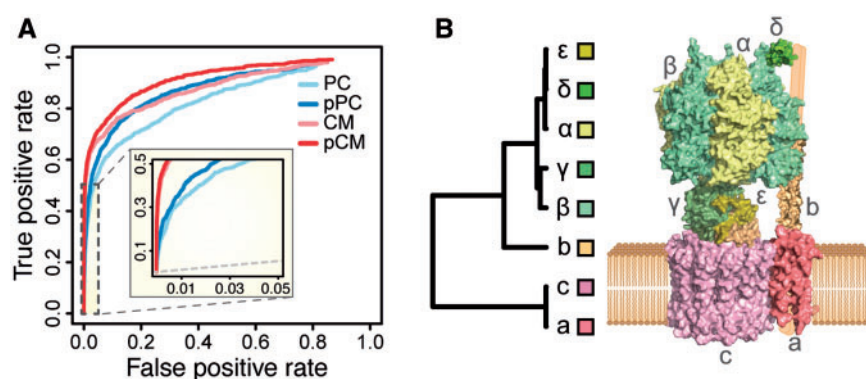 A
True positive rate
1.0
0.8
0.6
0.4
0.2
0.0
PC
pPC
CM
pCM
0.5
0.3
0.1
0.01
0.03
0.05
0.0
0.2
0.4
0.6
0.8
1.0
False positive rate
B
ε
δ
α
γ
β
b
c
a
δ
α
β
γ
ε
b
c
a